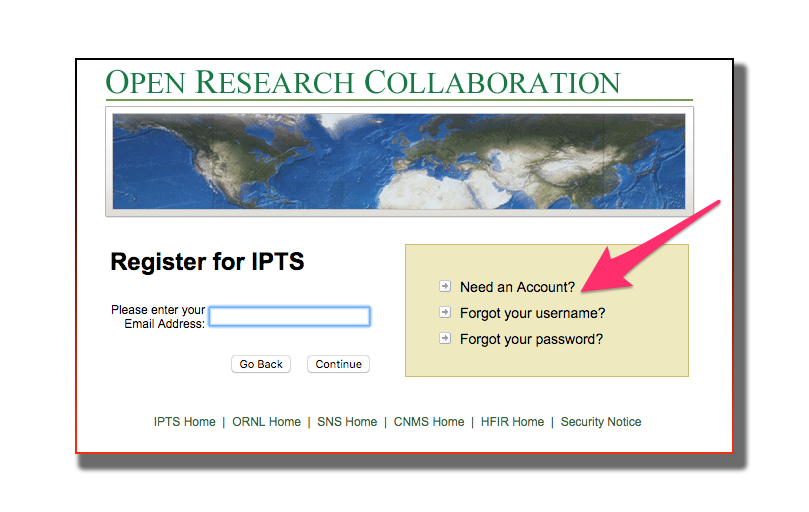 OPEN RESEARCH COLLABORATION
Register for IPTS
Please enter your
Email Address:
Go Back Continue
Need an Account?
Forgot your username?
Forgot your password?
IPTS Home | ORNL Home | SNS Home | CNMS Home | HFIR Home | Security Notice